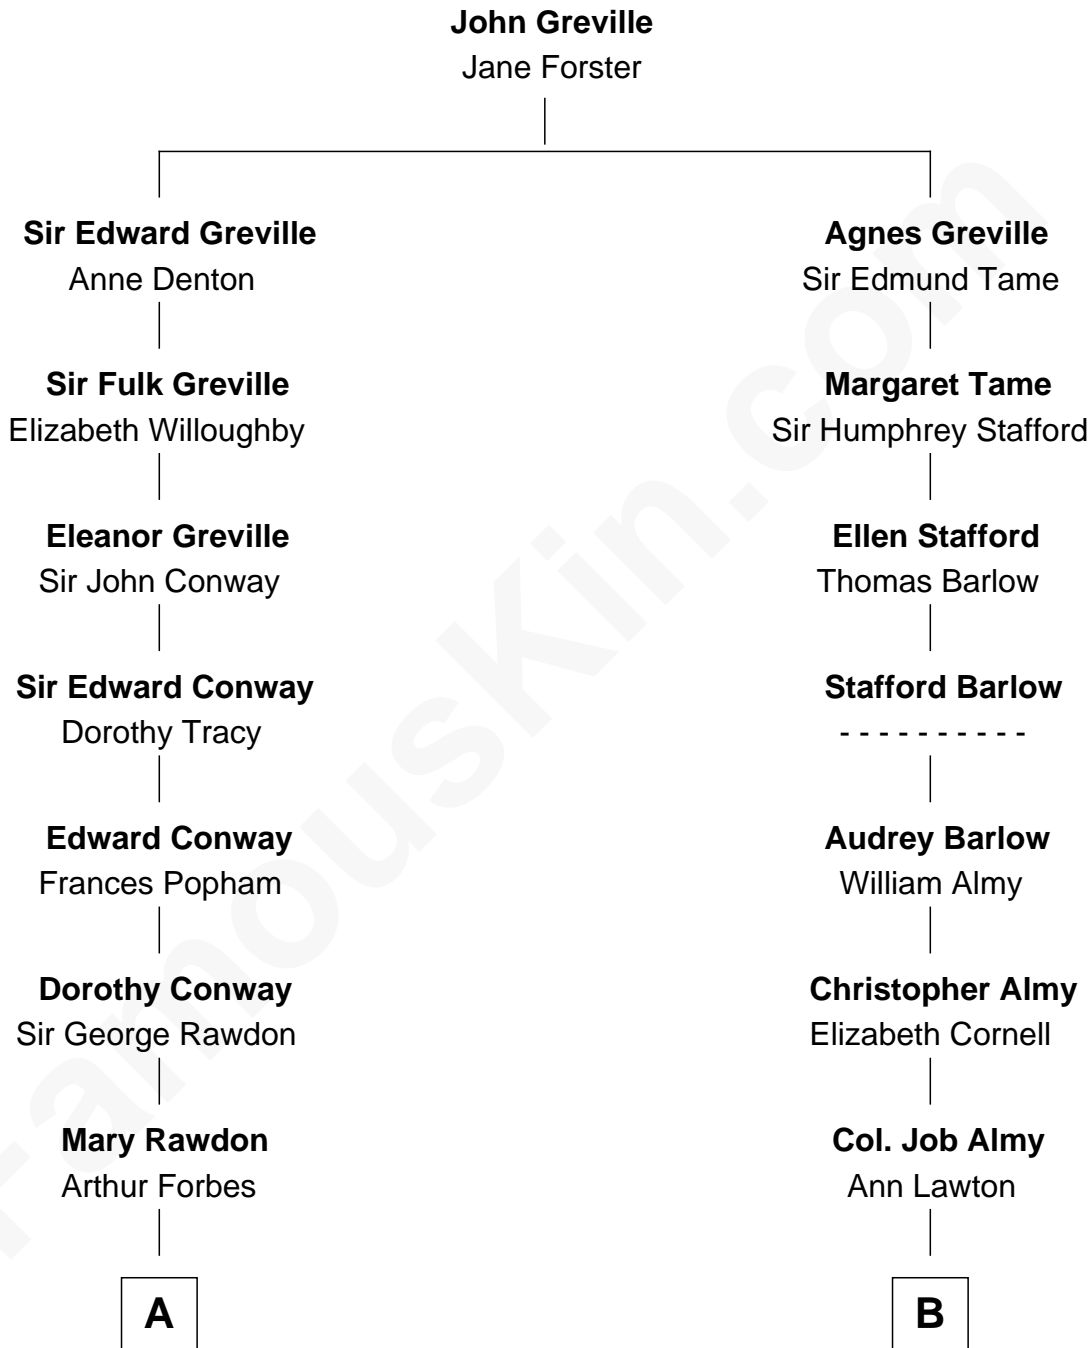 John Greville
Jane Forster
Sir Edward Greville
Anne Denton
Agnes Greville
Sir Edmund Tame
Sir Fulk Greville
Elizabeth Willoughby
Margaret Tame
Sir Humphrey Stafford
Eleanor Greville
Sir John Conway
Ellen Stafford
Thomas Barlow
Sir Edward Conway
Dorothy Tracy
Stafford Barlow
- - - - - - - - - -
Edward Conway
Frances Popham
Audrey Barlow
William Almy
Dorothy Conway
Sir George Rawdon
Christopher Almy
Elizabeth Cornell
Mary Rawdon
Arthur Forbes
Col. Job Almy
Ann Lawton
A
B
FamousKin.com